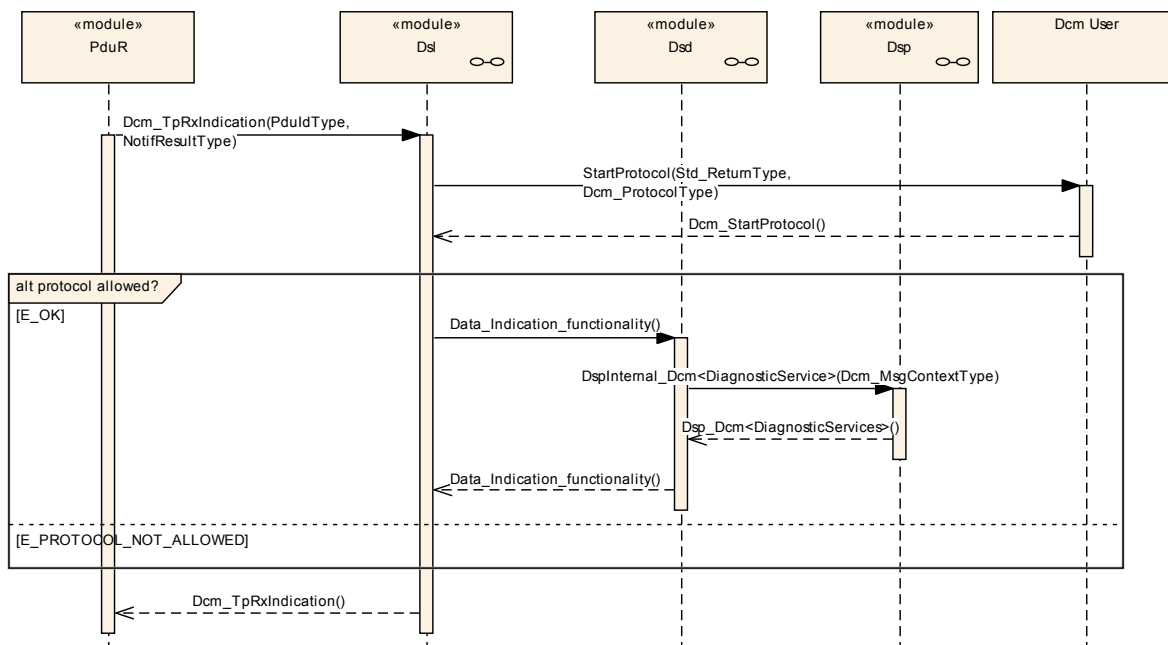 «module»
PduR
«module»
Dsl
«module»
Dsd
«module»
Dsp
Dcm User
Dcm_TpRxIndication(PduIdType,
NotifResultType)
StartProtocol(Std_ReturnType,
Dcm_ProtocolType)
Dcm_StartProtocol()
alt protocol allowed?
[E_OK]
Data_Indication_functionality()
DspInternal_Dcm<DiagnosticService>(Dcm_MsgContextType)
Dsp_Dcm<DiagnosticServices>()
Data_Indication_functionality()
[E_PROTOCOL_NOT_ALLOWED]
Dcm_TpRxIndication()